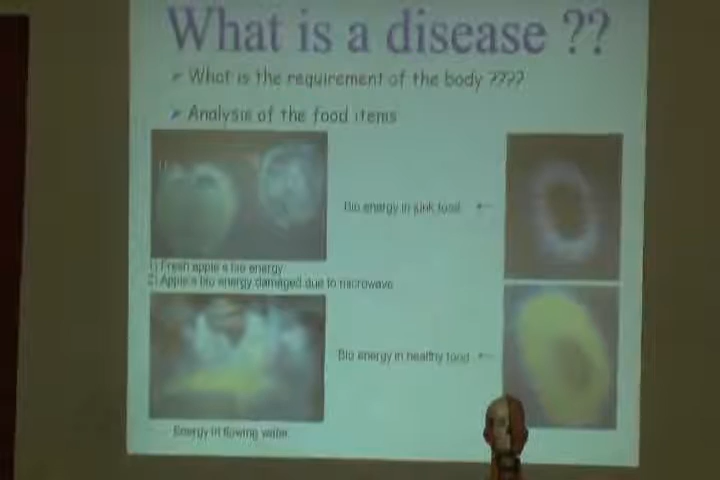 What is a disease ??
What is the requirement of the body ????
Analysis of the food items
Bio energy in junk food
1) Fresh apple's bio energy
2) Apple's bio energy damaged due to microwave
Bio energy in healthy food
Energy in flowing water